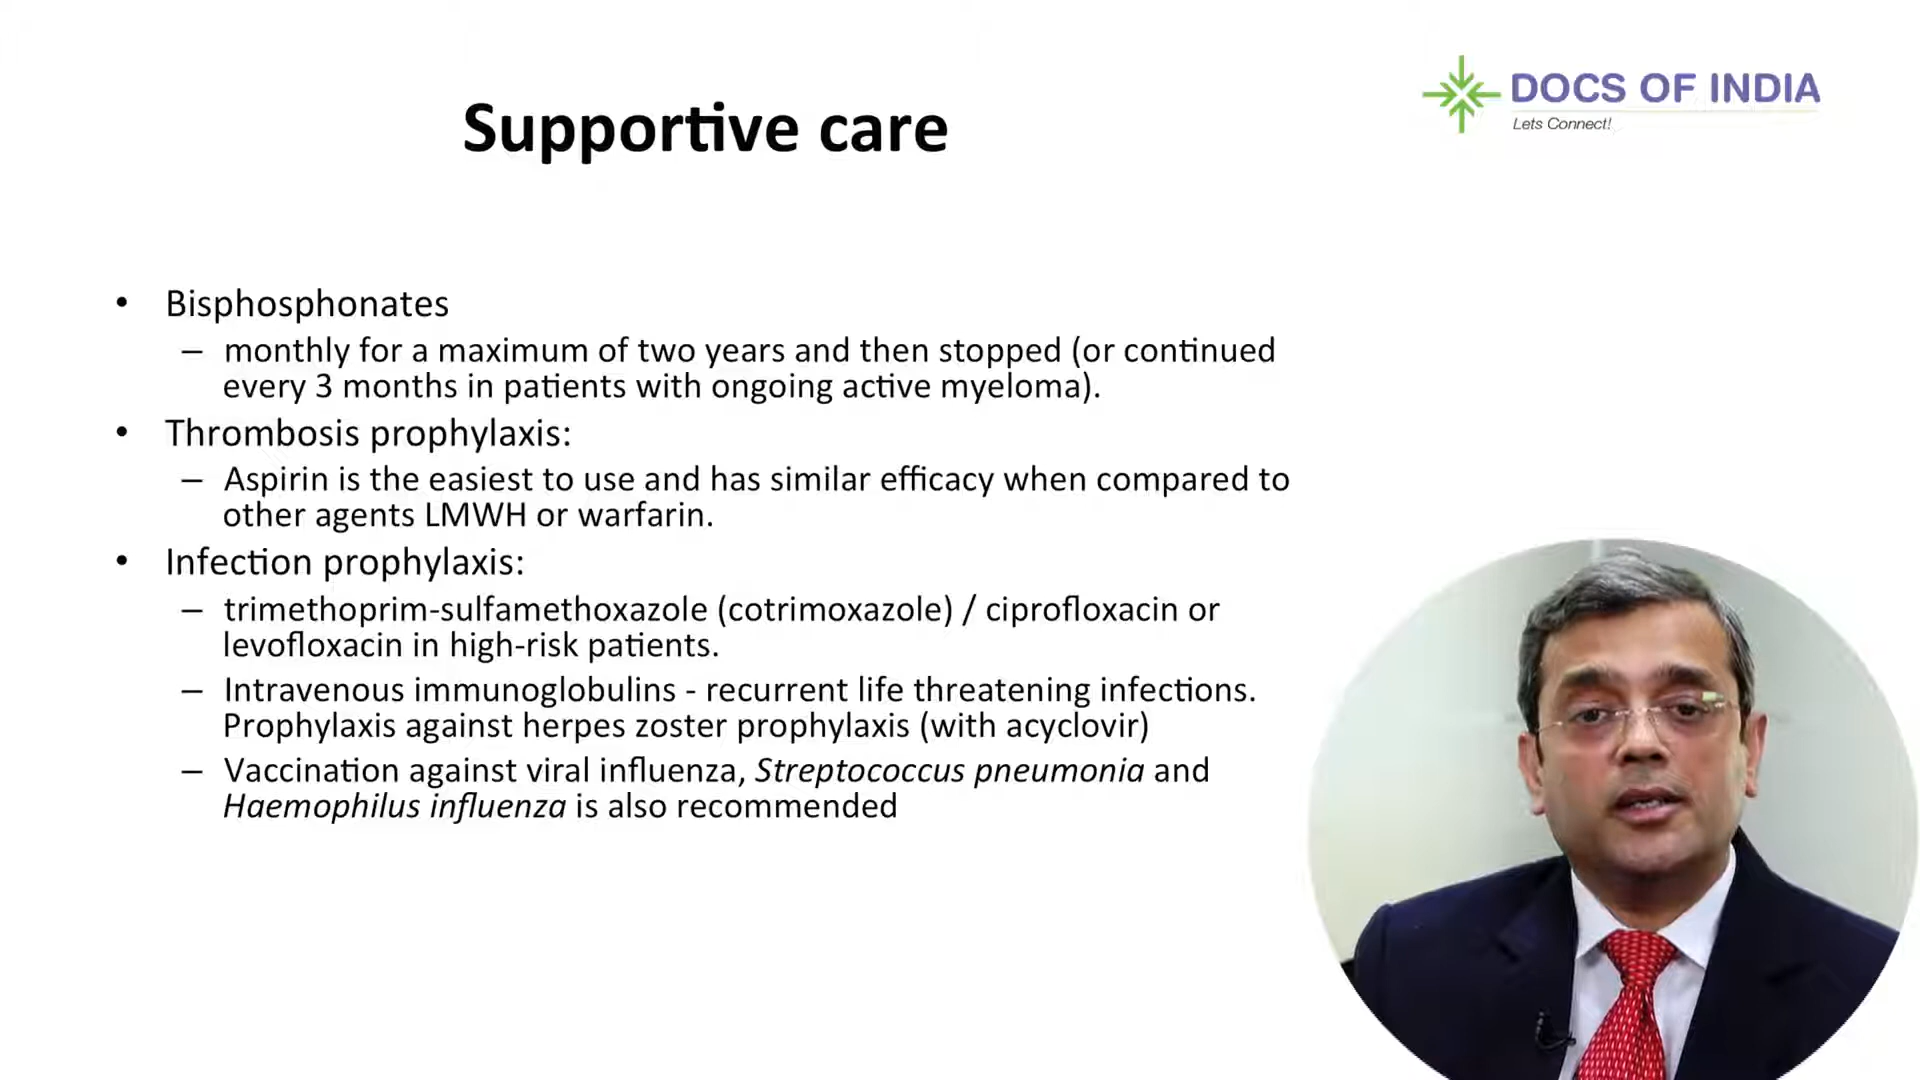 DOCS OF INDIA
Lets Connect!
Supportive care
• Bisphosphonates
– monthly for a maximum of two years and then stopped (or continued
every 3 months in patients with ongoing active myeloma).
• Thrombosis prophylaxis:
– Aspirin is the easiest to use and has similar efficacy when compared to
other agents LMWH or warfarin.
• Infection prophylaxis:
– trimethoprim-sulfamethoxazole (cotrimoxazole) / ciprofloxacin or
levofloxacin in high-risk patients.
– Intravenous immunoglobulins - recurrent life threatening infections.
Prophylaxis against herpes zoster prophylaxis (with acyclovir)
– Vaccination against viral influenza, Streptococcus pneumonia and
Haemophilus influenza is also recommended